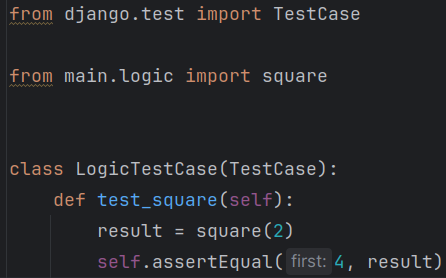 from django.test import TestCase
from main.logic import square
class LogicTestCase(TestCase):
    def test_square(self):
        result = square(2)
        self.assertEqual(first: 4, result)